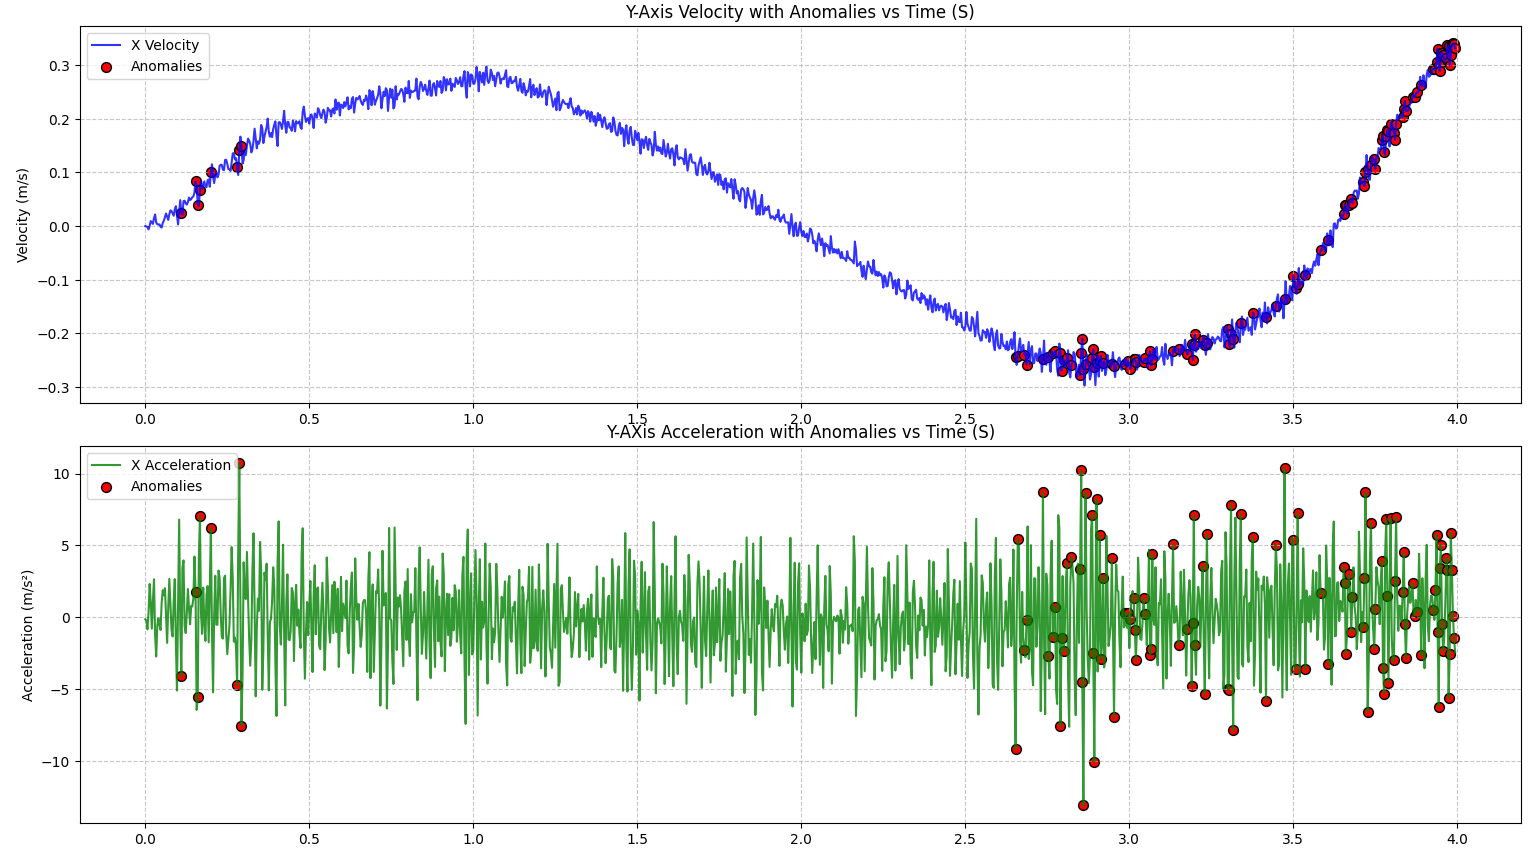 Y-Axis Velocity with Anomalies vs Time (S)
X Velocity
Anomalies
Velocity (m/s)
0.3
0.2
0.1
0.0
−0.1
−0.2
−0.3
0.0 0.5 1.0 1.5 2.0 2.5 3.0 3.5 4.0
Y-AXis Acceleration with Anomalies vs Time (S)
X Acceleration
Anomalies
Acceleration (m/s²)
10
5
0
−5
−10
0.0 0.5 1.0 1.5 2.0 2.5 3.0 3.5 4.0